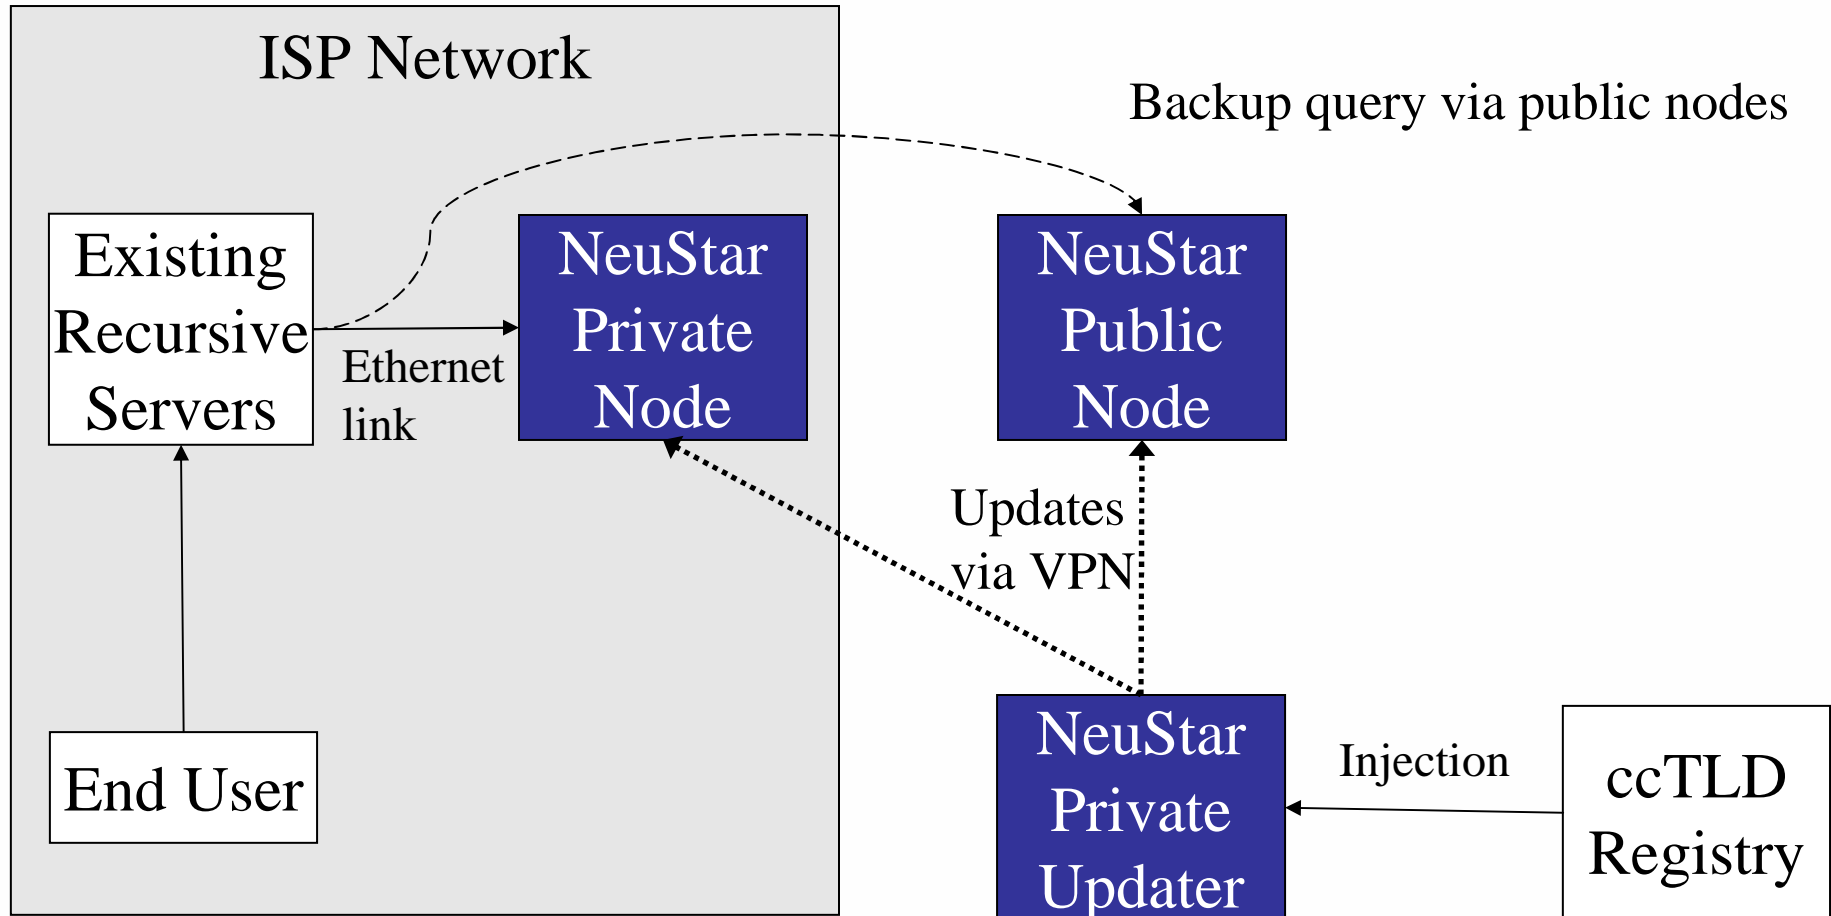 ISP Network
Backup query via public nodes
Existing
Recursive
Servers
Ethernet
link
NeuStar
Private
Node
NeuStar
Public
Node
Updates
via VPN
End User
NeuStar
Private
Updater
Injection
ccTLD
Registry